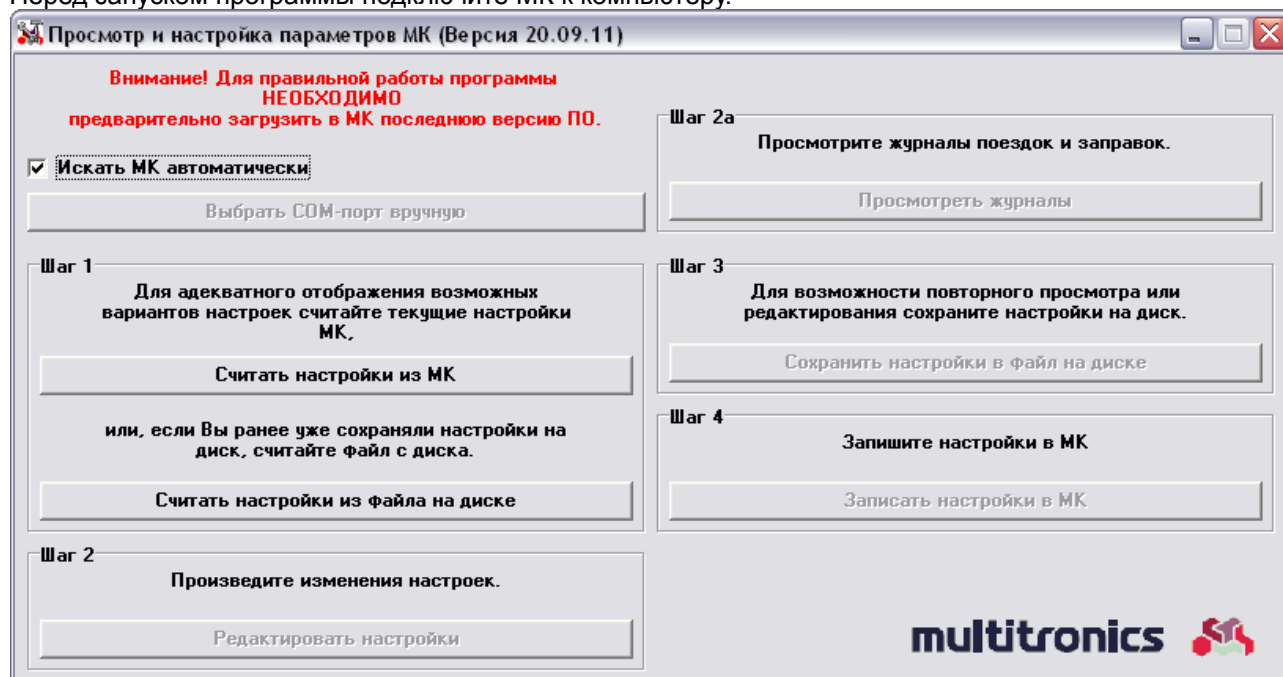 Перед запуском программы подключите МК к компьютеру.
Просмотр и настройка параметров МК (Версия 20.09.11)
Внимание! Для правильной работы программы
НЕОБХОДИМО
предварительно загрузить в МК последнюю версию ПО.
Искать МК автоматически
Выбрать COM-порт вручную
Шаг 1
Для адекватного отображения возможных
вариантов настроек считайте текущие настройки
МК,
Считать настройки из МК
или, если Вы ранее уже сохраняли настройки на
диск, считайте файл с диска.
Считать настройки из файла на диске
Шаг 2
Произведите изменения настроек.
Редактировать настройки
Шаг 2а
Просмотрите журналы поездок и заправок.
Просмотреть журналы
Шаг 3
Для возможности повторного просмотра или
редактирования сохраните настройки на диск.
Сохранить настройки в файл на диске
Шаг 4
Запишите настройки в МК
Записать настройки в МК
multitronics